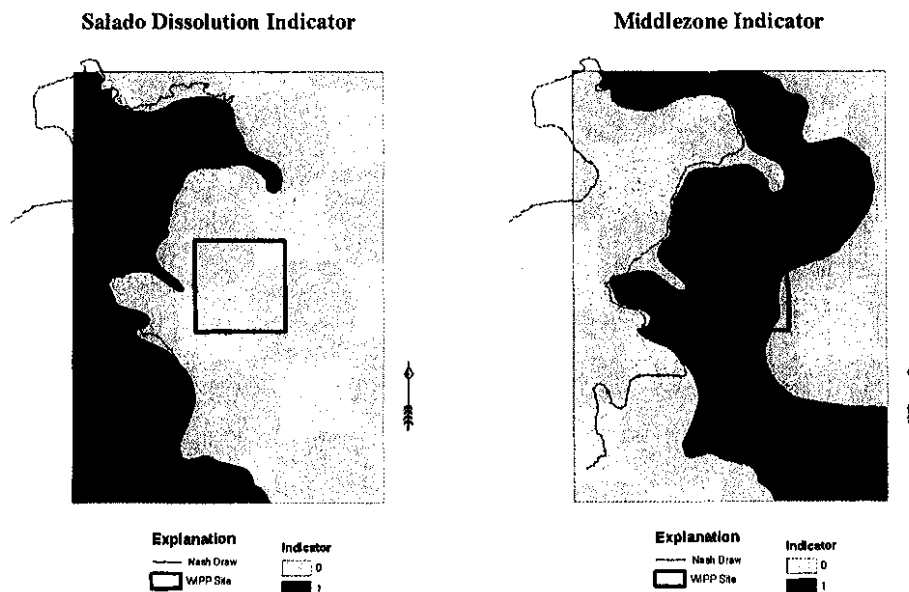 Salado Dissolution Indicator
Middlezone Indicator
Explanation
Nash Draw
WIPP Site
Indicator
0
1
Explanation
Nash Draw
WIPP Site
Indicator
0
1